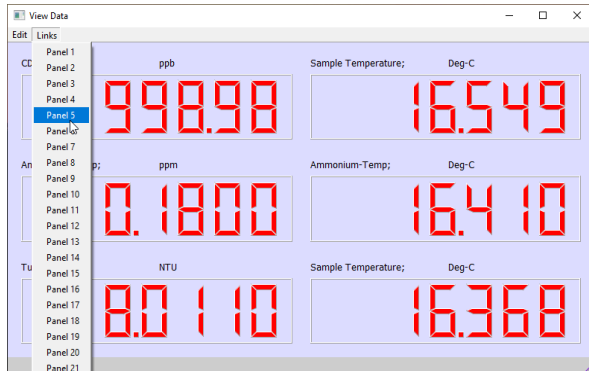 View Data
Edit Links
Panel 1
Panel 2
Panel 3
Panel 4
Panel 5
Panel 6
Panel 7
Panel 8
Panel 9
Panel 10
Panel 11
Panel 12
Panel 13
Panel 14
Panel 15
Panel 16
Panel 17
Panel 18
Panel 19
Panel 20
Panel 21
ppb
998.98
Sample Temperature; Deg-C
16.549
p; ppm
0.1800
Ammonium-Temp; Deg-C
16.410
NTU
8.0110
Sample Temperature; Deg-C
16.368